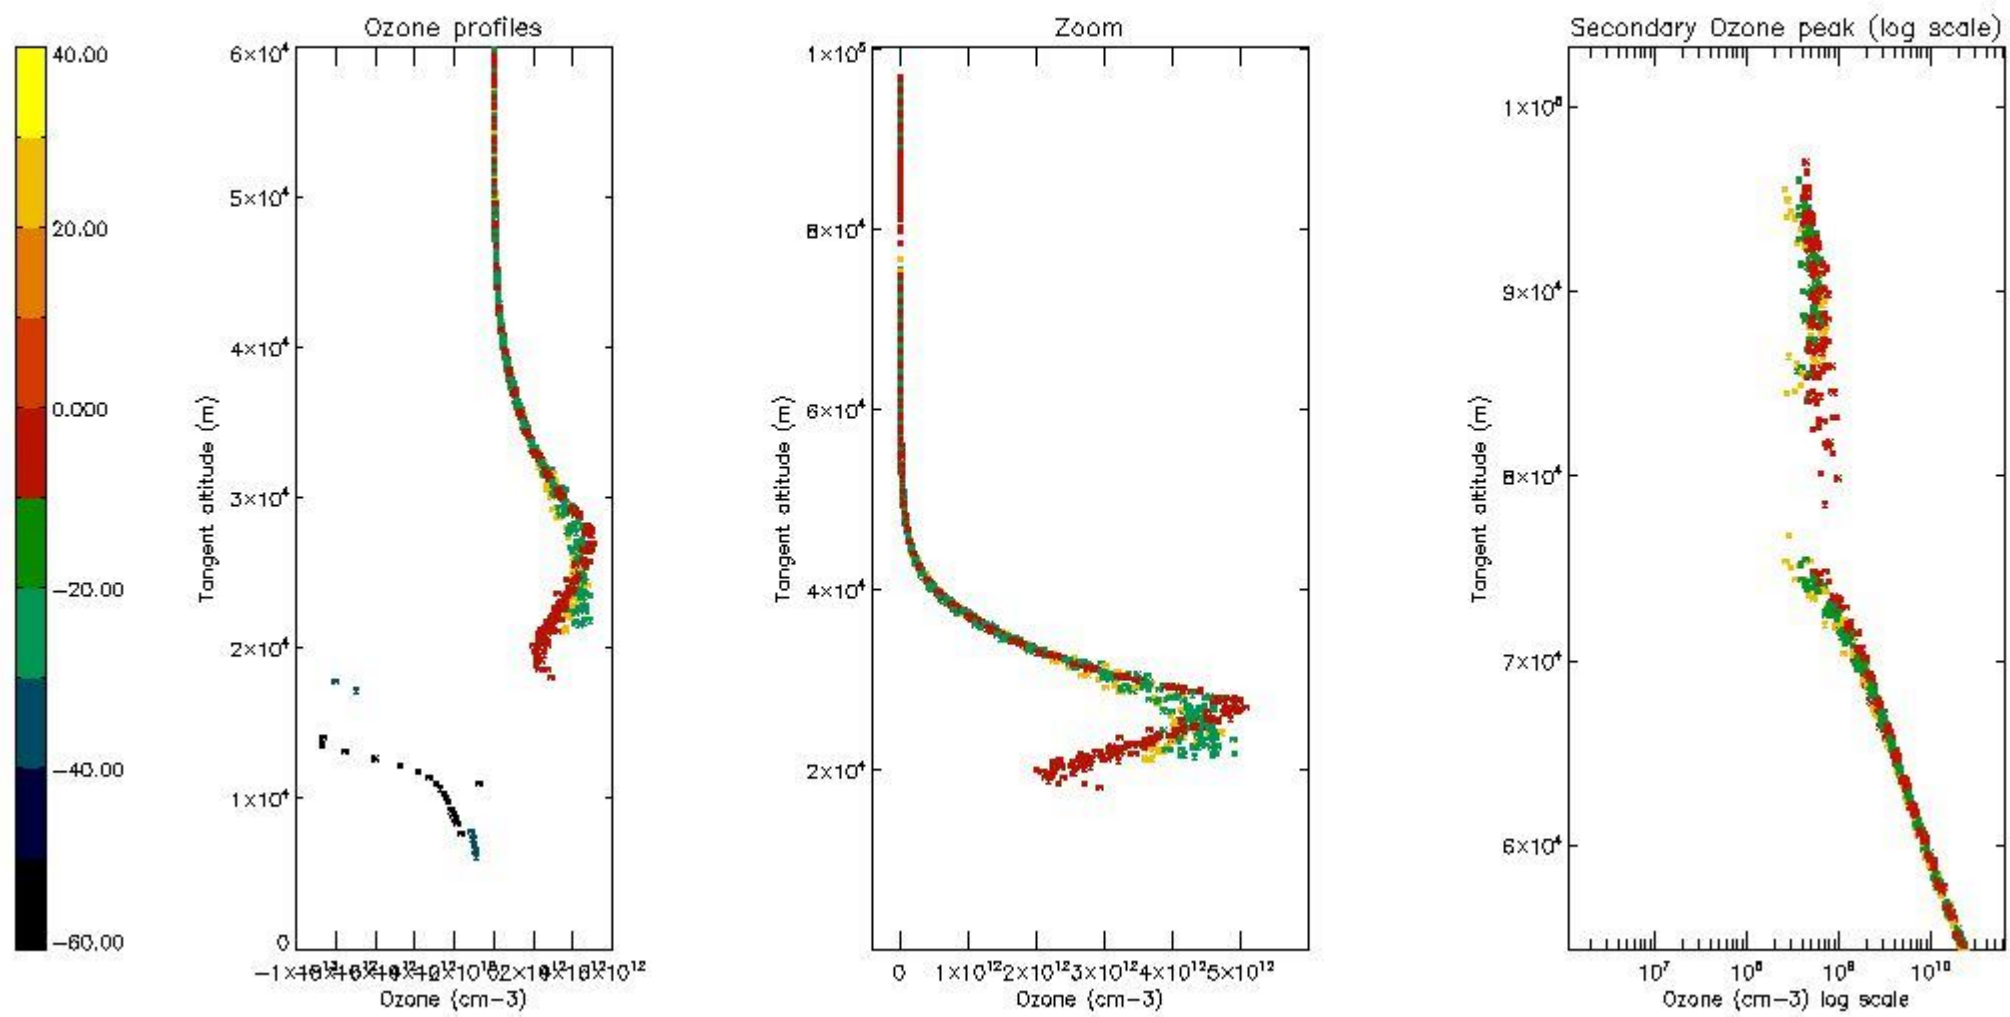 Ozone profiles
Zoom
Secondary Ozone peak (log scale)
40.00
20.00
0.000
−20.00
−40.00
−60.00
6×10⁴
5×10⁴
4×10⁴
3×10⁴
2×10⁴
1×10⁴
0
Tangent altitude (m)
Ozone (cm−3)
1×10⁵
8×10⁴
6×10⁴
4×10⁴
2×10⁴
Tangent altitude (m)
0 1×10¹² 2×10¹² 3×10¹² 4×10¹² 5×10¹²
Ozone (cm−3)
1×10⁵
9×10⁴
8×10⁴
7×10⁴
6×10⁴
Tangent altitude (m)
10⁷ 10⁸ 10⁹ 10¹⁰
Ozone (cm−3) log scale